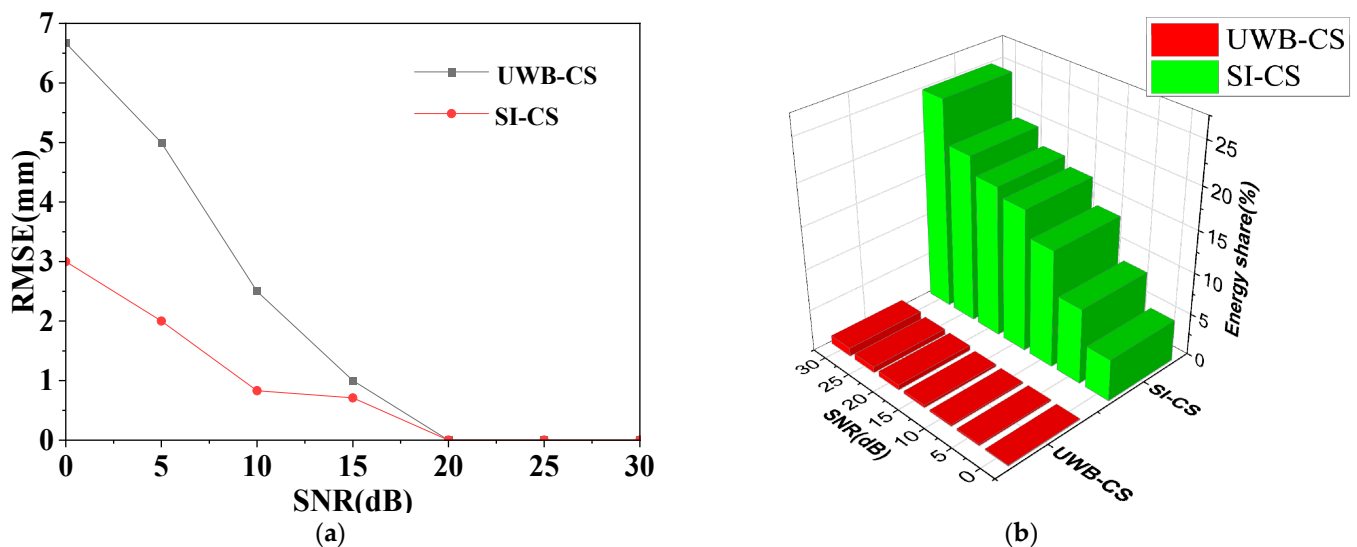 7
6
5
4
3
2
1
0
RMSE(mm)
0 5 10 15 20 25 30
SNR(dB)
UWB-CS
SI-CS
(a)
UWB-CS
SI-CS
25
20
15
10
5
0
Energy share(%)
30
25
20
15
10
5
0
SNR(dB)
SI-CS
UWB-CS
(b)